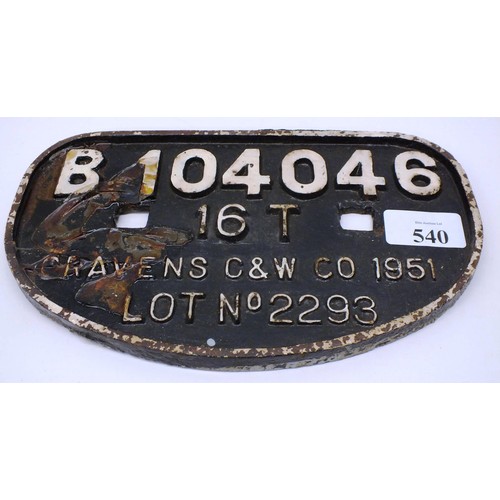 B 104046
16 T
CRAVENS C&W CO 1951
LOT NO 2293
540